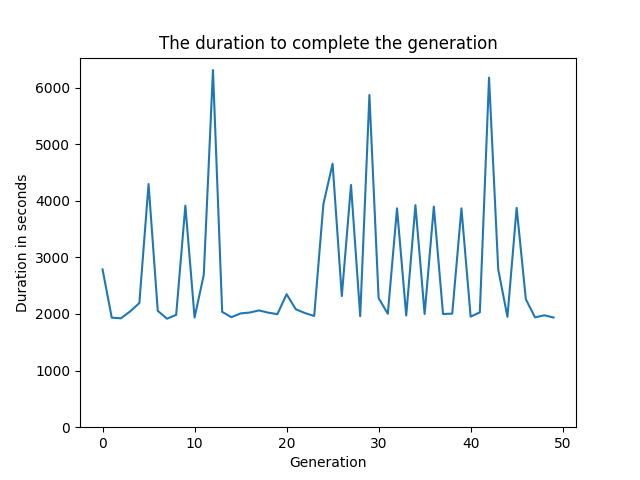 The duration to complete the generation
Duration in seconds
6000
5000
4000
3000
2000
1000
0
0 10 20 30 40 50
Generation